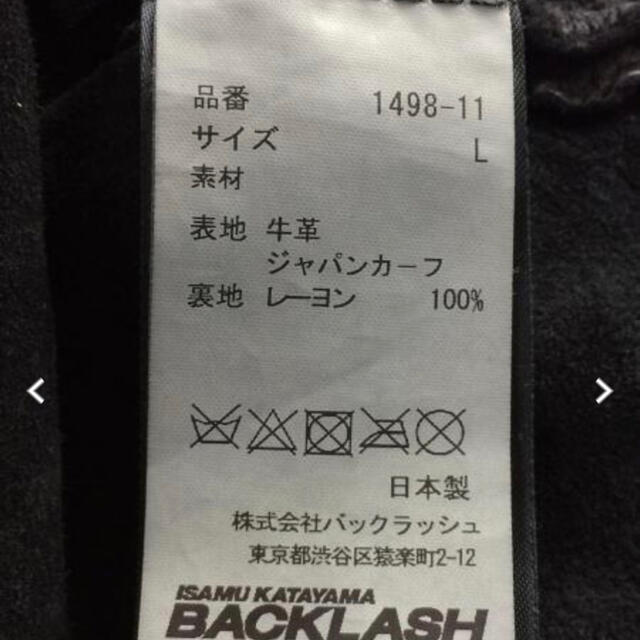 品番 1498-11
サイズ L
素材
表地 牛革
ジャパンカーフ
裏地 レーヨン 100%
日本製
株式会社バックラッシュ
東京都渋谷区猿楽町2-12
ISAMU KATAYAMA
BACKLASH